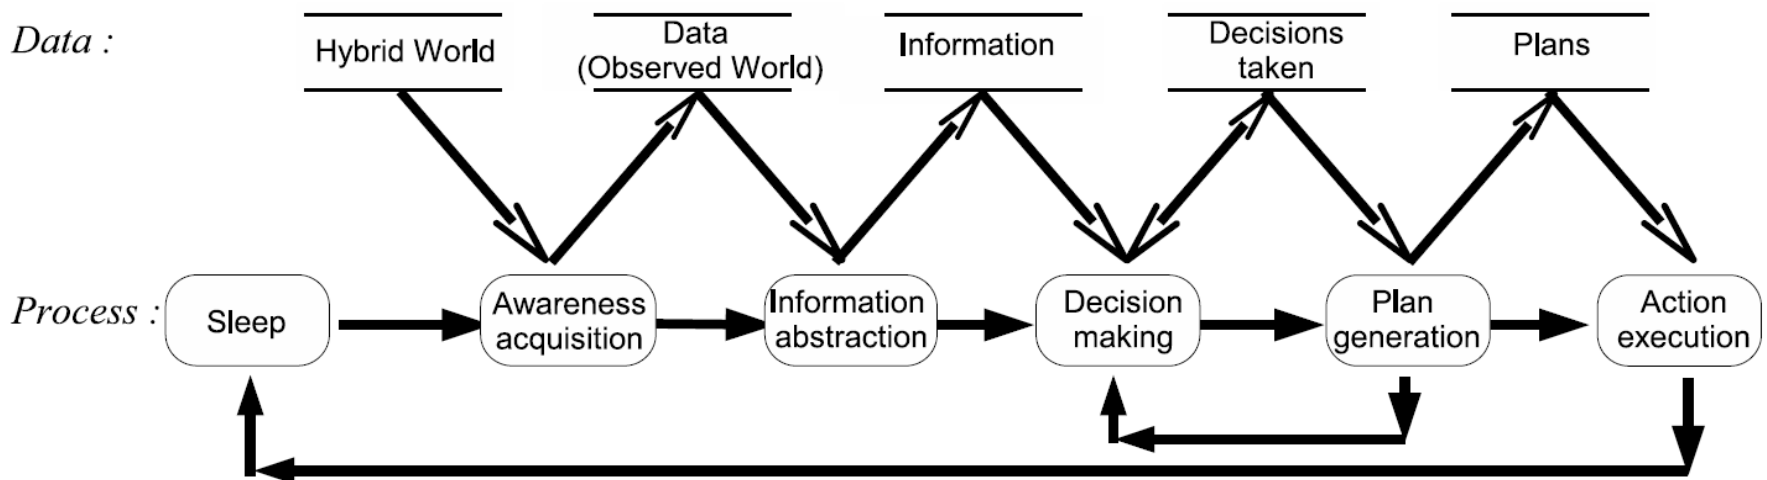 Data :
Hybrid World
Data
(Observed World)
Information
Decisions
taken
Plans
Process :
Sleep
Awareness
acquisition
Information
abstraction
Decision
making
Plan
generation
Action
execution